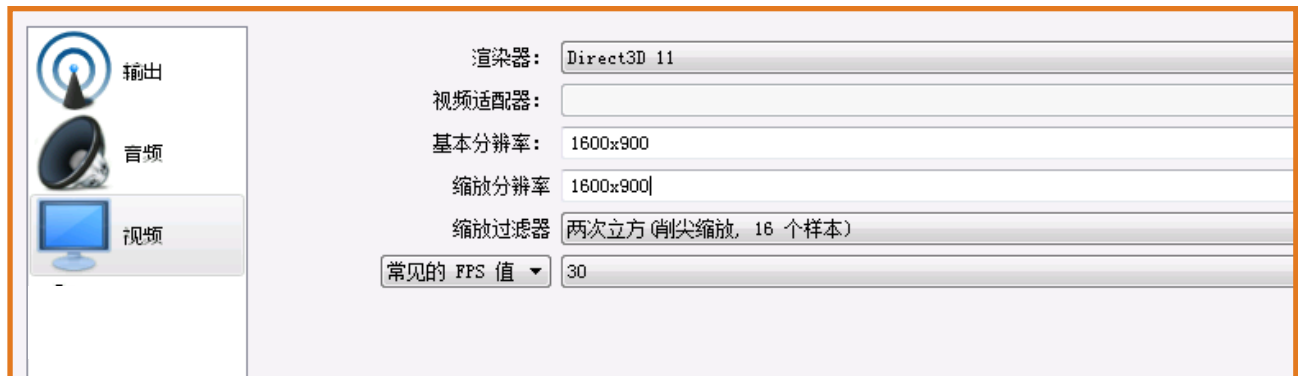 输出
音频
视频
渲染器: Direct3D 11
视频适配器:
基本分辨率: 1600x900
缩放分辨率 1600x900
缩放过滤器 两次立方(削尖缩放, 16 个样本)
常见的 FPS 值 30